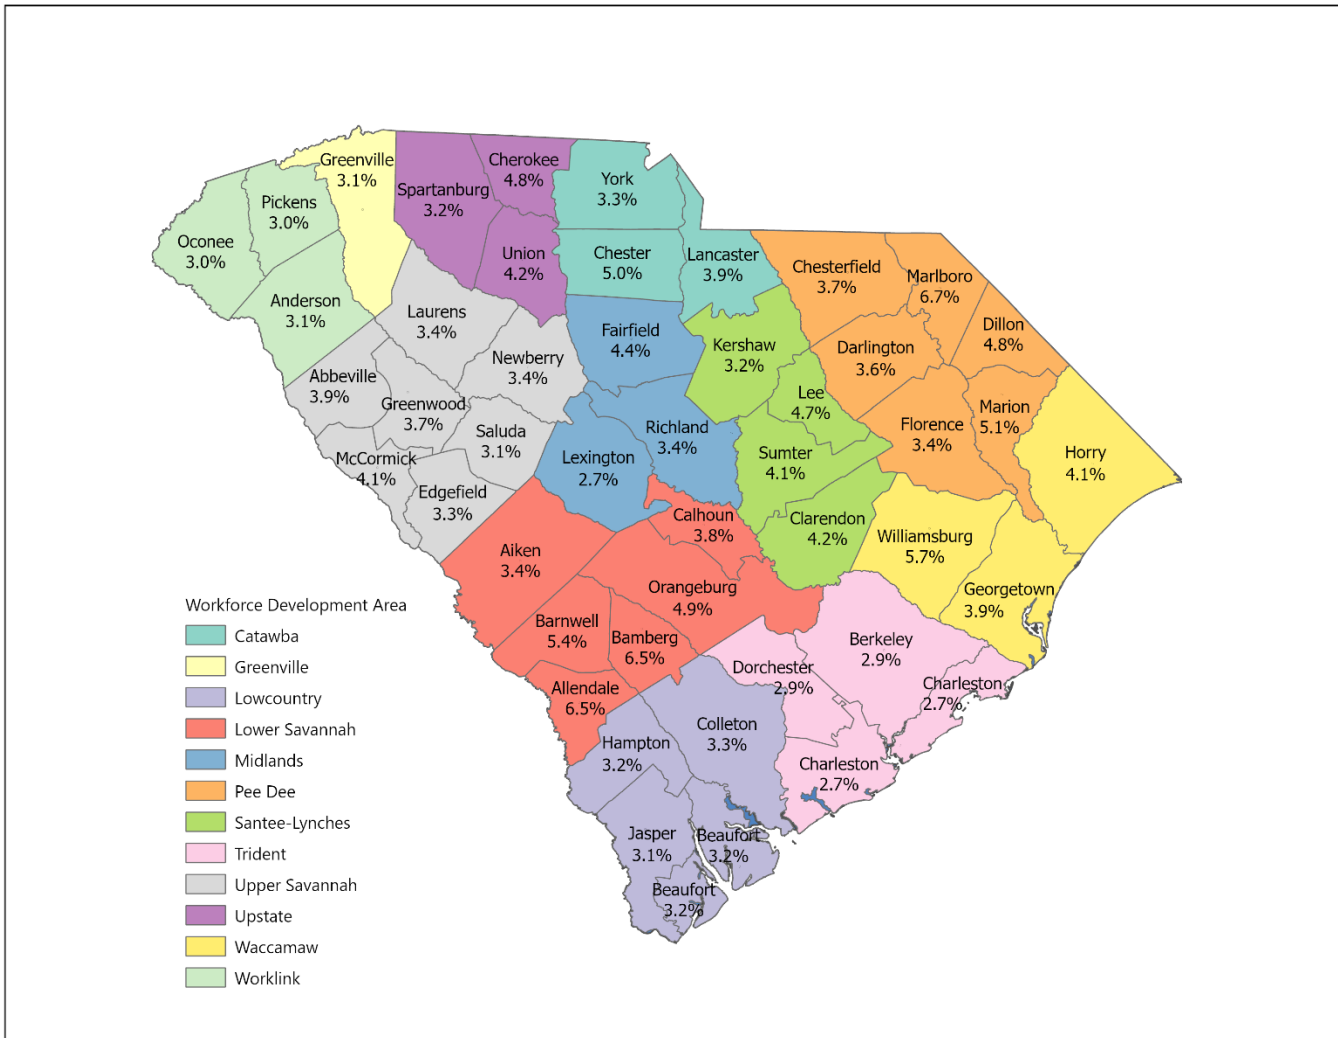 Greenville
3.1%
Cherokee
4.8%
Spartanburg
3.2%
York
3.3%
Pickens
3.0%
Oconee
3.0%
Union
4.2%
Chester
5.0%
Lancaster
3.9%
Chesterfield
3.7%
Marlboro
6.7%
Anderson
3.1%
Laurens
3.4%
Fairfield
4.4%
Kershaw
3.2%
Darlington
3.6%
Dillon
4.8%
Newberry
3.4%
Abbeville
3.9%
Greenwood
3.7%
Lee
4.7%
Marion
5.1%
Saluda
3.1%
Richland
3.4%
Florence
3.4%
McCormick
4.1%
Lexington
2.7%
Sumter
4.1%
Horry
4.1%
Edgefield
3.3%
Calhoun
3.8%
Clarendon
4.2%
Williamsburg
5.7%
Aiken
3.4%
Orangeburg
4.9%
Georgetown
3.9%
Barnwell
5.4%
Bamberg
6.5%
Berkeley
2.9%
Dorchester
2.9%
Charleston
2.7%
Allendale
6.5%
Colleton
3.3%
Hampton
3.2%
Charleston
2.7%
Jasper
3.1%
Beaufort
3.2%
Beaufort
3.2%
Workforce Development Area
Catawba
Greenville
Lowcountry
Lower Savannah
Midlands
Pee Dee
Santee-Lynches
Trident
Upper Savannah
Upstate
Waccamaw
Worklink